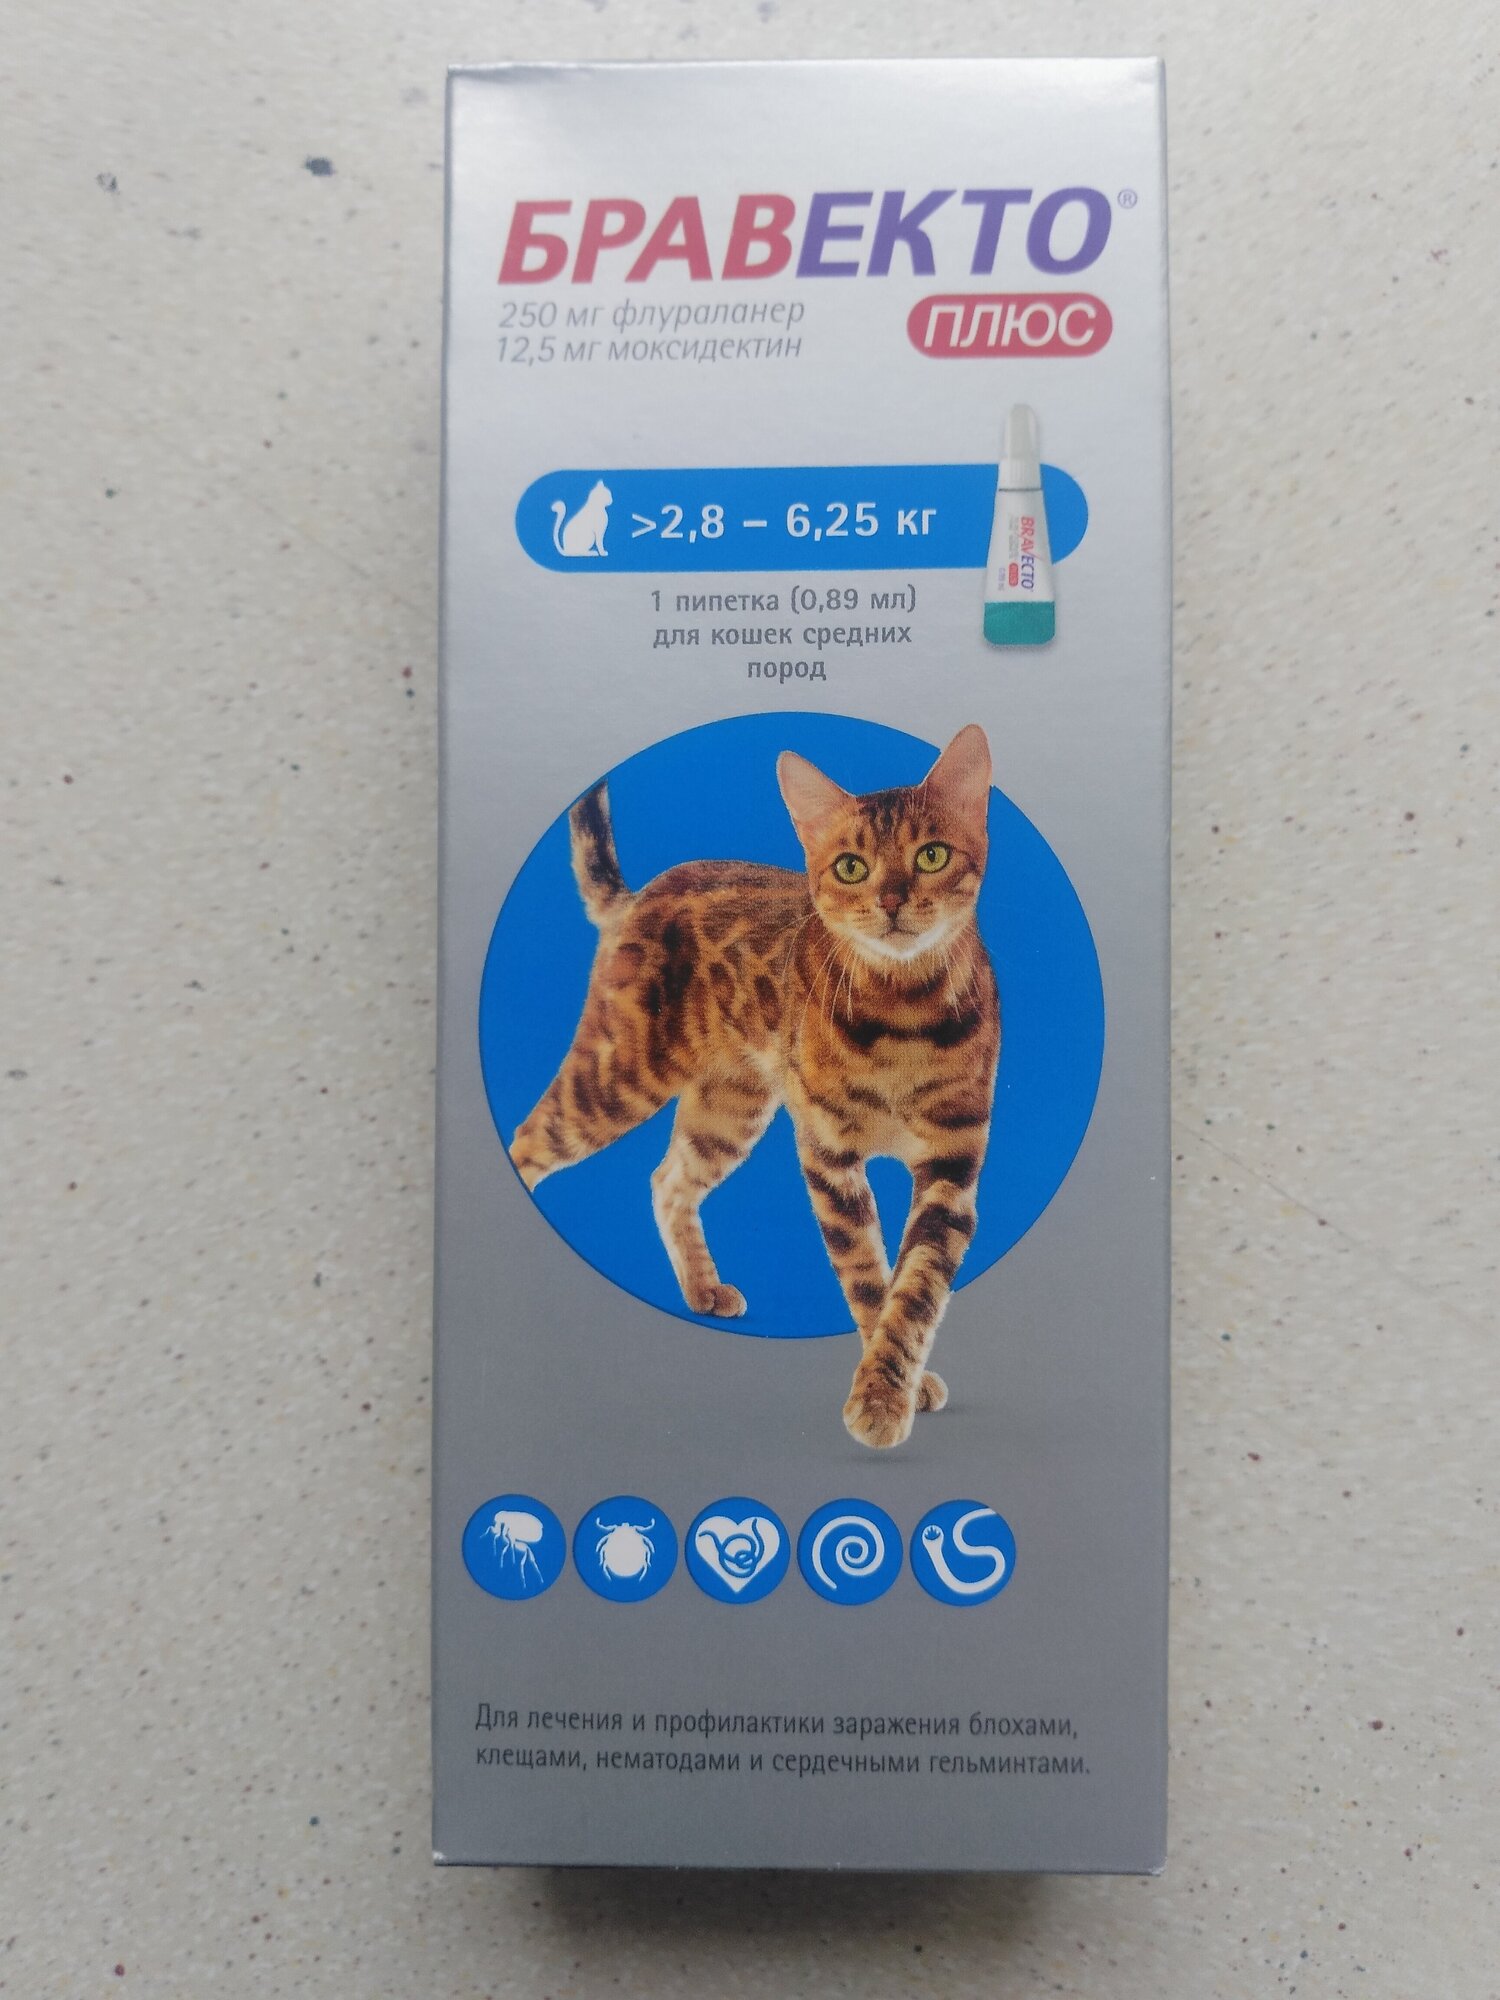 БРАВЕКТО®
250 мг флураланер
12,5 мг моксидектин
ПЛЮС
>2,8 – 6,25 кг
BRAVECTO
1 пипетка (0,89 мл)
для кошек средних
пород
Для лечения и профилактики заражения блохами,
клещами, нематодами и сердечными гельминтами.